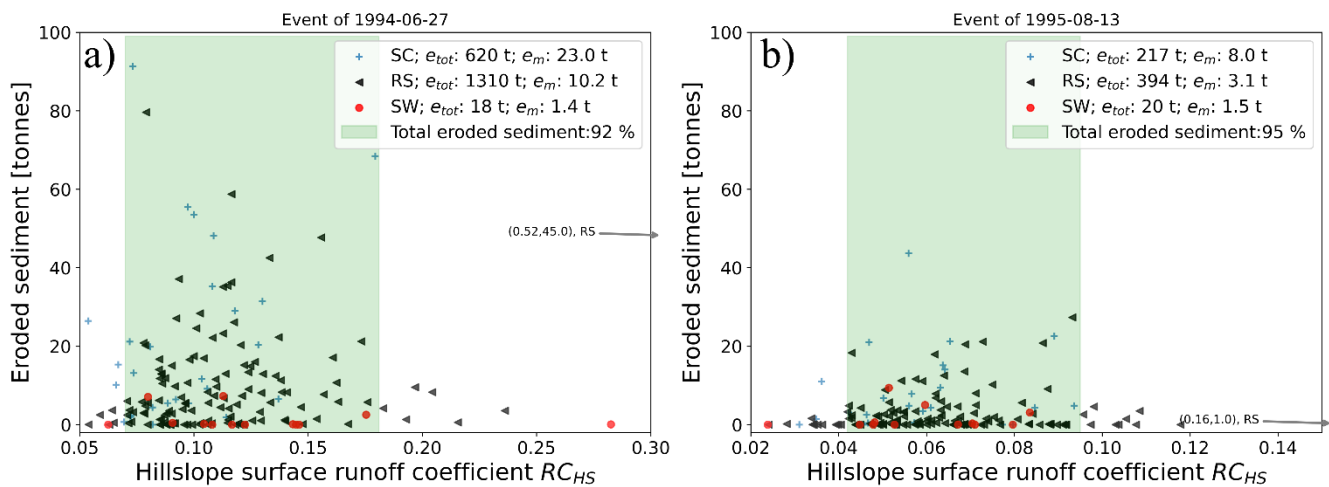 Event of 1994-06-27
a)
SC; e_tot: 620 t; e_m: 23.0 t
RS; e_tot: 1310 t; e_m: 10.2 t
SW; e_tot: 18 t; e_m: 1.4 t
Total eroded sediment:92 %
(0.52,45.0), RS
Eroded sediment [tonnes]
100
80
60
40
20
0
0.05
0.10
0.15
0.20
0.25
0.30
Hillslope surface runoff coefficient RC_HS
Event of 1995-08-13
b)
SC; e_tot: 217 t; e_m: 8.0 t
RS; e_tot: 394 t; e_m: 3.1 t
SW; e_tot: 20 t; e_m: 1.5 t
Total eroded sediment:95 %
(0.16,1.0), RS
Eroded sediment [tonnes]
100
80
60
40
20
0
0.02
0.04
0.06
0.08
0.10
0.12
0.14
Hillslope surface runoff coefficient RC_HS